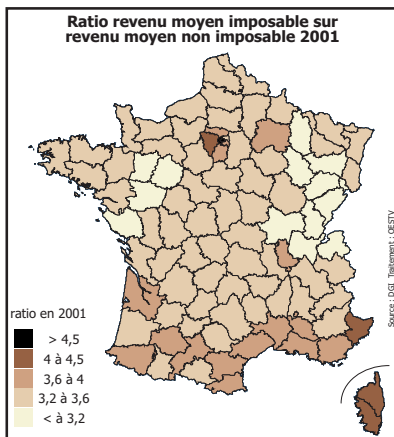 Ratio revenu moyen imposable sur
revenu moyen non imposable 2001
ratio en 2001
> 4,5
4 à 4,5
3,6 à 4
3,2 à 3,6
< à 3,2
Source : DGI Traitement : OESTV